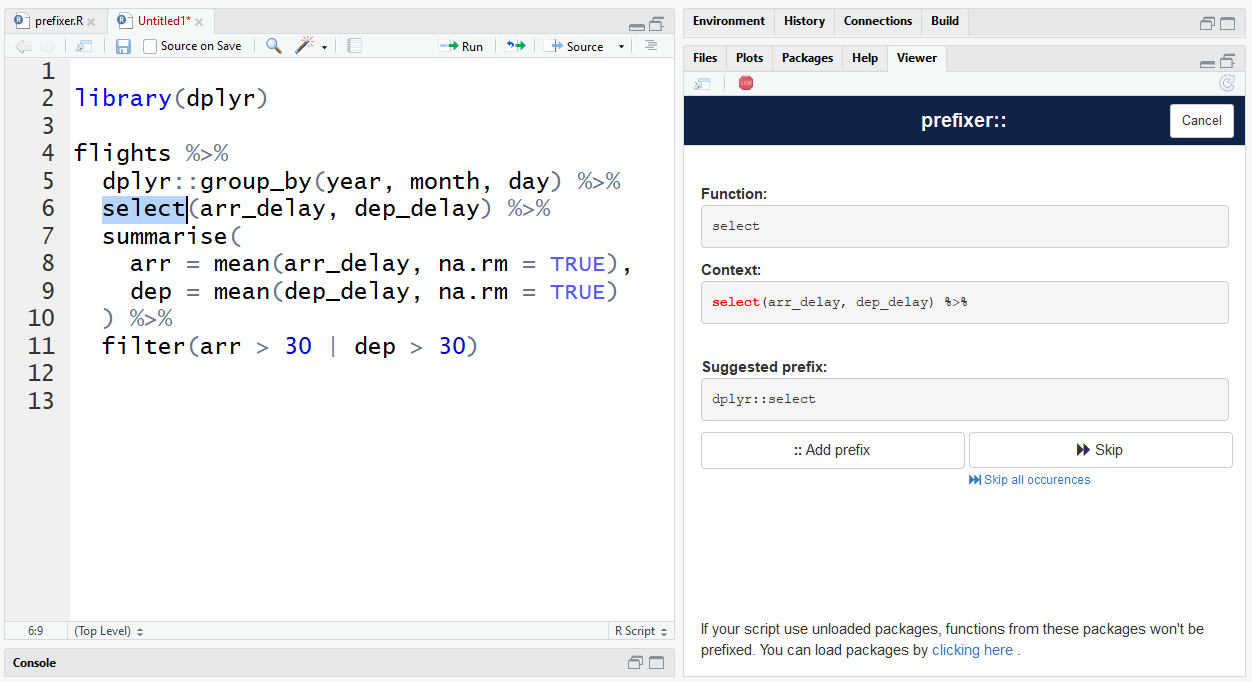 prefixer.R
Untitled1*
Source on Save
Run
Source
1
2 library(dplyr)
3
4 flights %>%
5 dplyr::group_by(year, month, day) %>%
6 select(arr_delay, dep_delay) %>%
7 summarise(
8 arr = mean(arr_delay, na.rm = TRUE),
9 dep = mean(dep_delay, na.rm = TRUE)
10 ) %>%
11 filter(arr > 30 | dep > 30)
12
13
6:9 (Top Level) R Script
Console
Environment History Connections Build
Files Plots Packages Help Viewer
prefixer::
Cancel
Function:
select
Context:
select(arr_delay, dep_delay) %>%
Suggested prefix:
dplyr::select
:: Add prefix
Skip
Skip all occurences
If your script use unloaded packages, functions from these packages won't be
prefixed. You can load packages by clicking here .